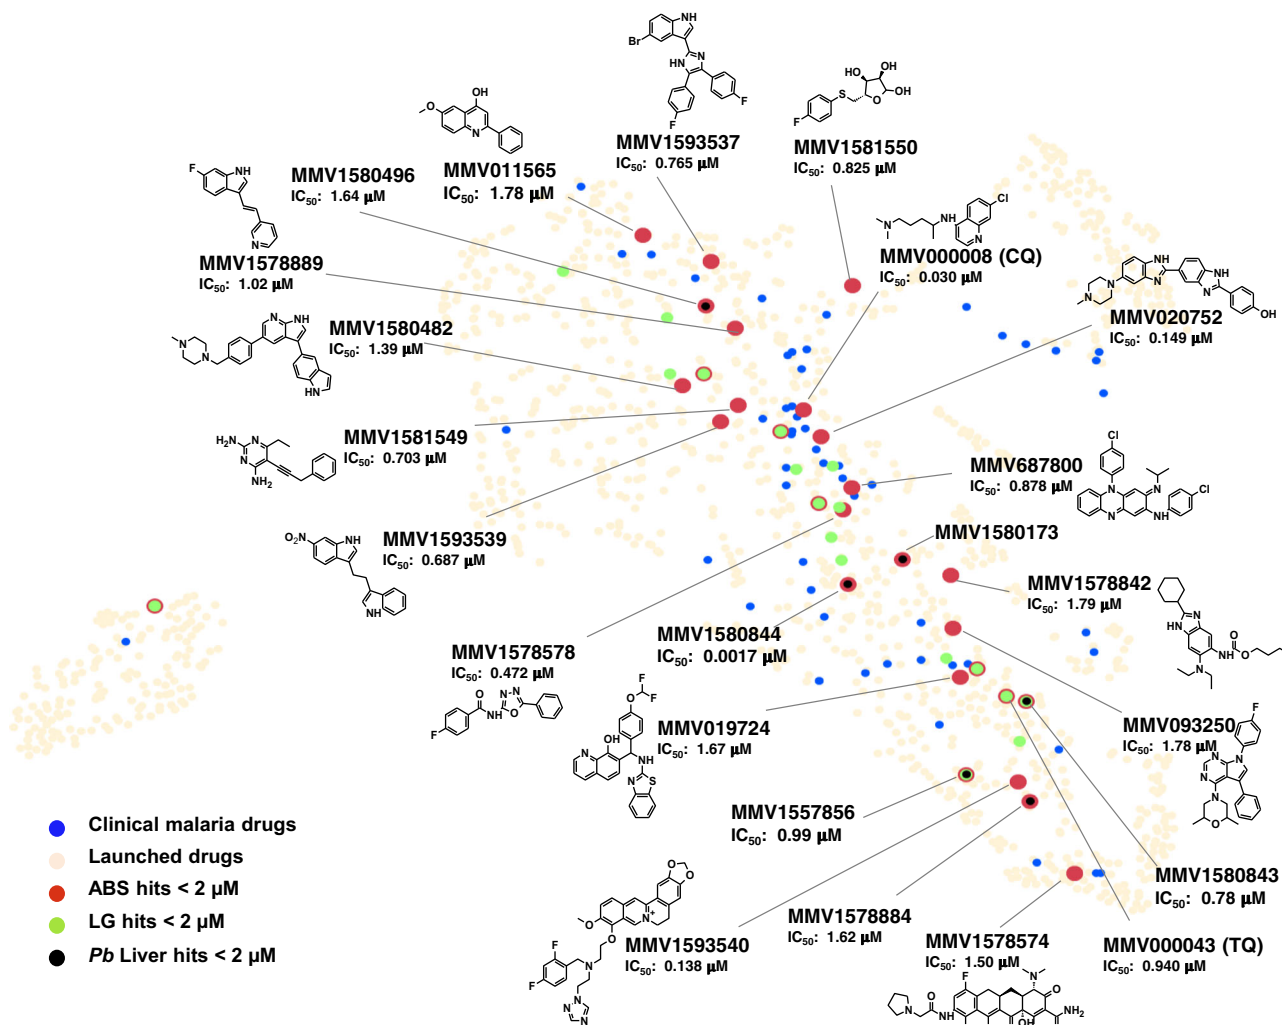 MMV1593537
IC50: 0.765 µM
MMV1581550
IC50: 0.825 µM
MMV011565
IC50: 1.78 µM
MMV1580496
IC50: 1.64 µM
MMV000008 (CQ)
IC50: 0.030 µM
MMV1578889
IC50: 1.02 µM
MMV020752
IC50: 0.149 µM
MMV1580482
IC50: 1.39 µM
MMV1581549
IC50: 0.703 µM
MMV687800
IC50: 0.878 µM
MMV1593539
IC50: 0.687 µM
MMV1580173
MMV1578842
IC50: 1.79 µM
MMV1580844
IC50: 0.0017 µM
MMV1578578
IC50: 0.472 µM
MMV019724
IC50: 1.67 µM
MMV093250
IC50: 1.78 µM
MMV1557856
IC50: 0.99 µM
MMV1580843
IC50: 0.78 µM
MMV1578884
IC50: 1.62 µM
MMV1593540
IC50: 0.138 µM
MMV1578574
IC50: 1.50 µM
MMV000043 (TQ)
IC50: 0.940 µM
Clinical malaria drugs
Launched drugs
ABS hits < 2 µM
LG hits < 2 µM
Pb Liver hits < 2 µM